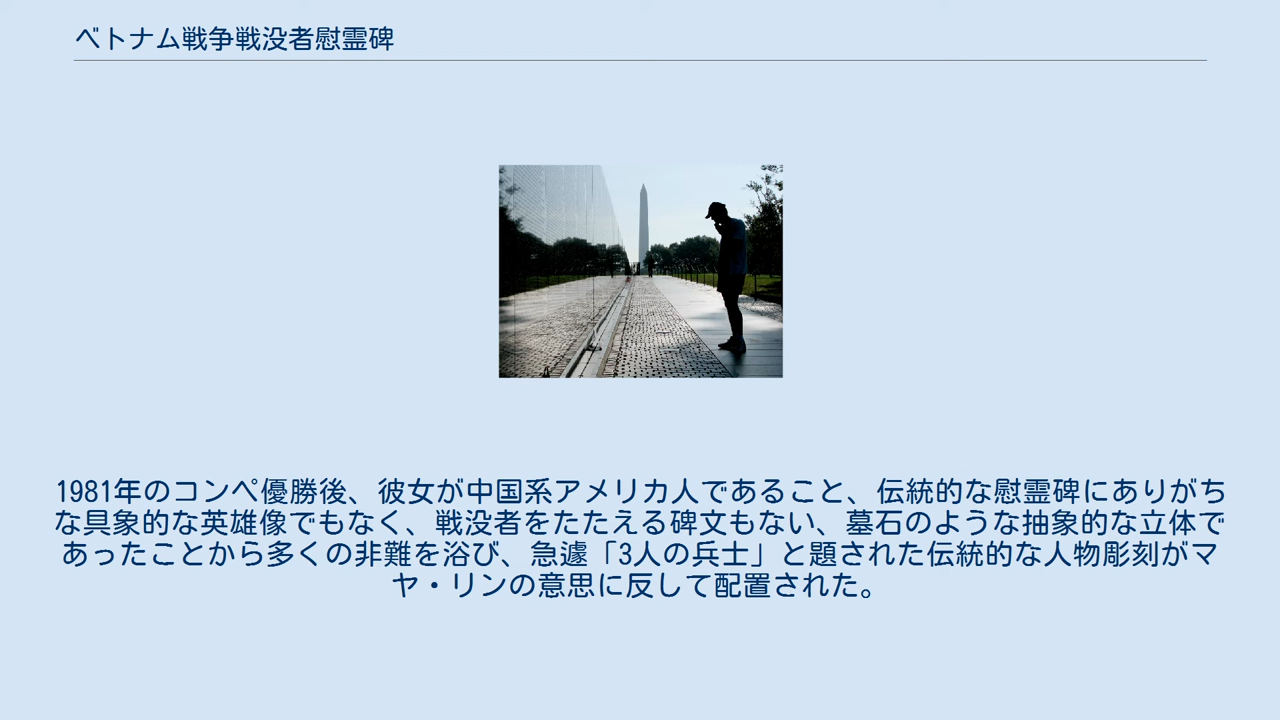 ベトナム戦争戦没者慰霊碑
1981年のコンペ優勝後、彼女が中国系アメリカ人であること、伝統的な慰霊碑にありがち
な具象的な英雄像でもなく、戦没者をたたえる碑文もない、墓石のような抽象的な立体で
あったことから多くの非難を浴び、急遽「3人の兵士」と題された伝統的な人物彫刻がマ
ヤ・リンの意思に反して配置された。